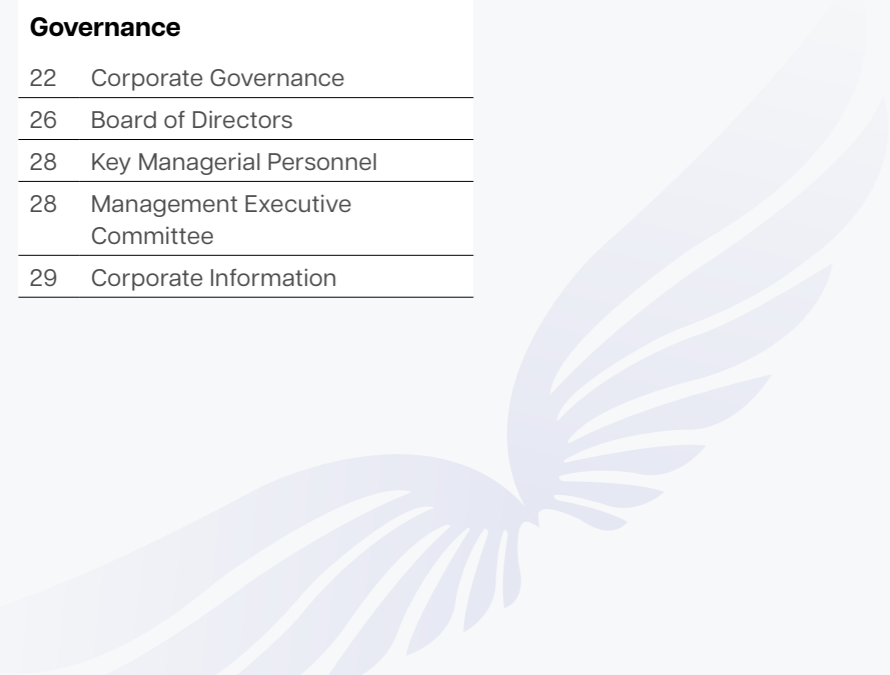 Governance
22 Corporate Governance
26 Board of Directors
28 Key Managerial Personnel
28 Management Executive
Committee
29 Corporate Information